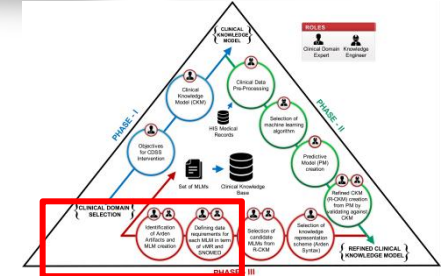 {CLINICAL
KNOWLEDGE
MODEL}
ROLES
Clinical Domain
Expert
Knowledge
Engineer
PHASE - I
PHASE - II
Clinical
Knowledge
Model (CKM)
Clinical Data
Pre-Processing
HIS Medical
Records
Selection of
machine learning
algorithm
Objectives
for CDSS
Intervention
Predictive
Model (PM)
creation
Set of MLMs
Clinical Knowledge
Base
Refined CKM
(R-CKM) creation
from PM by
validating against
CKM
{CLINICAL DOMAIN
SELECTION}
Identification
of Arden
Artifacts and
MLM creation
Defining data
requirements for
each MLM in term
of vMR and
SNOMED
Selection of
candidate
MLMs from
R-CKM
Selection of
knowledge
representation
scheme (Arden
Syntax)
{REFINED CLINICAL
KNOWLEDGE MODEL}
PHASE - III